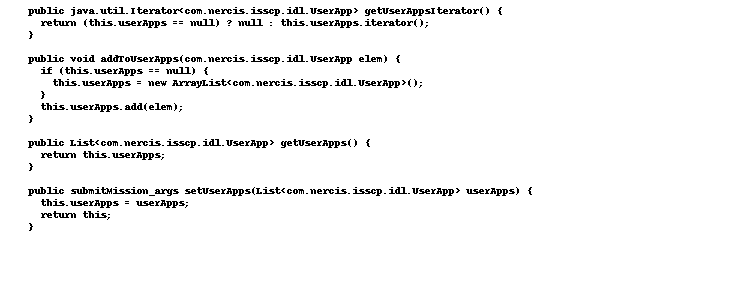 public java.util.Iterator<com.nercis.isscp.idl.UserApp> getUserAppsIterator() {
return (this.userApps == null) ? null : this.userApps.iterator();
}
public void addToUserApps(com.nercis.isscp.idl.UserApp elem) {
if (this.userApps == null) {
this.userApps = new ArrayList<com.nercis.isscp.idl.UserApp>();
}
this.userApps.add(elem);
}
public List<com.nercis.isscp.idl.UserApp> getUserApps() {
return this.userApps;
}
public submitMission_args setUserApps(List<com.nercis.isscp.idl.UserApp> userApps) {
this.userApps = userApps;
return this;
}